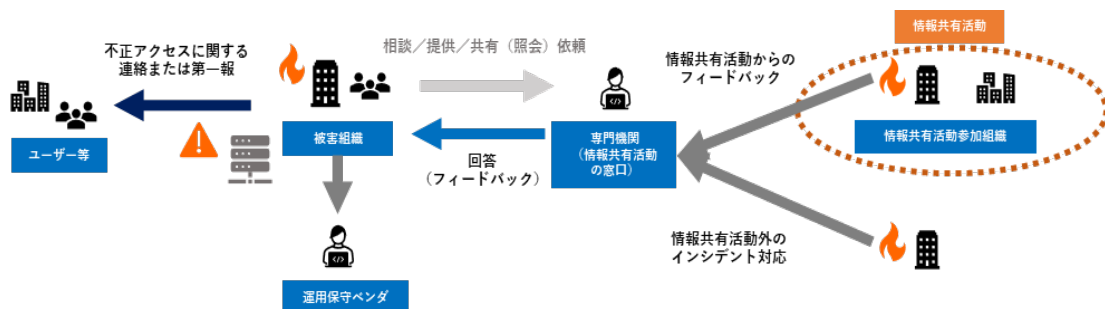 情報共有活動
不正アクセスに関する
連絡または第一報
相談／提供／共有（照会）依頼
情報共有活動からの
フィードバック
ユーザー等
被害組織
回答
（フィードバック）
専門機関
（情報共有活動
の窓口）
情報共有活動参加組織
情報共有活動外の
インシデント対応
運用保守ベンダ